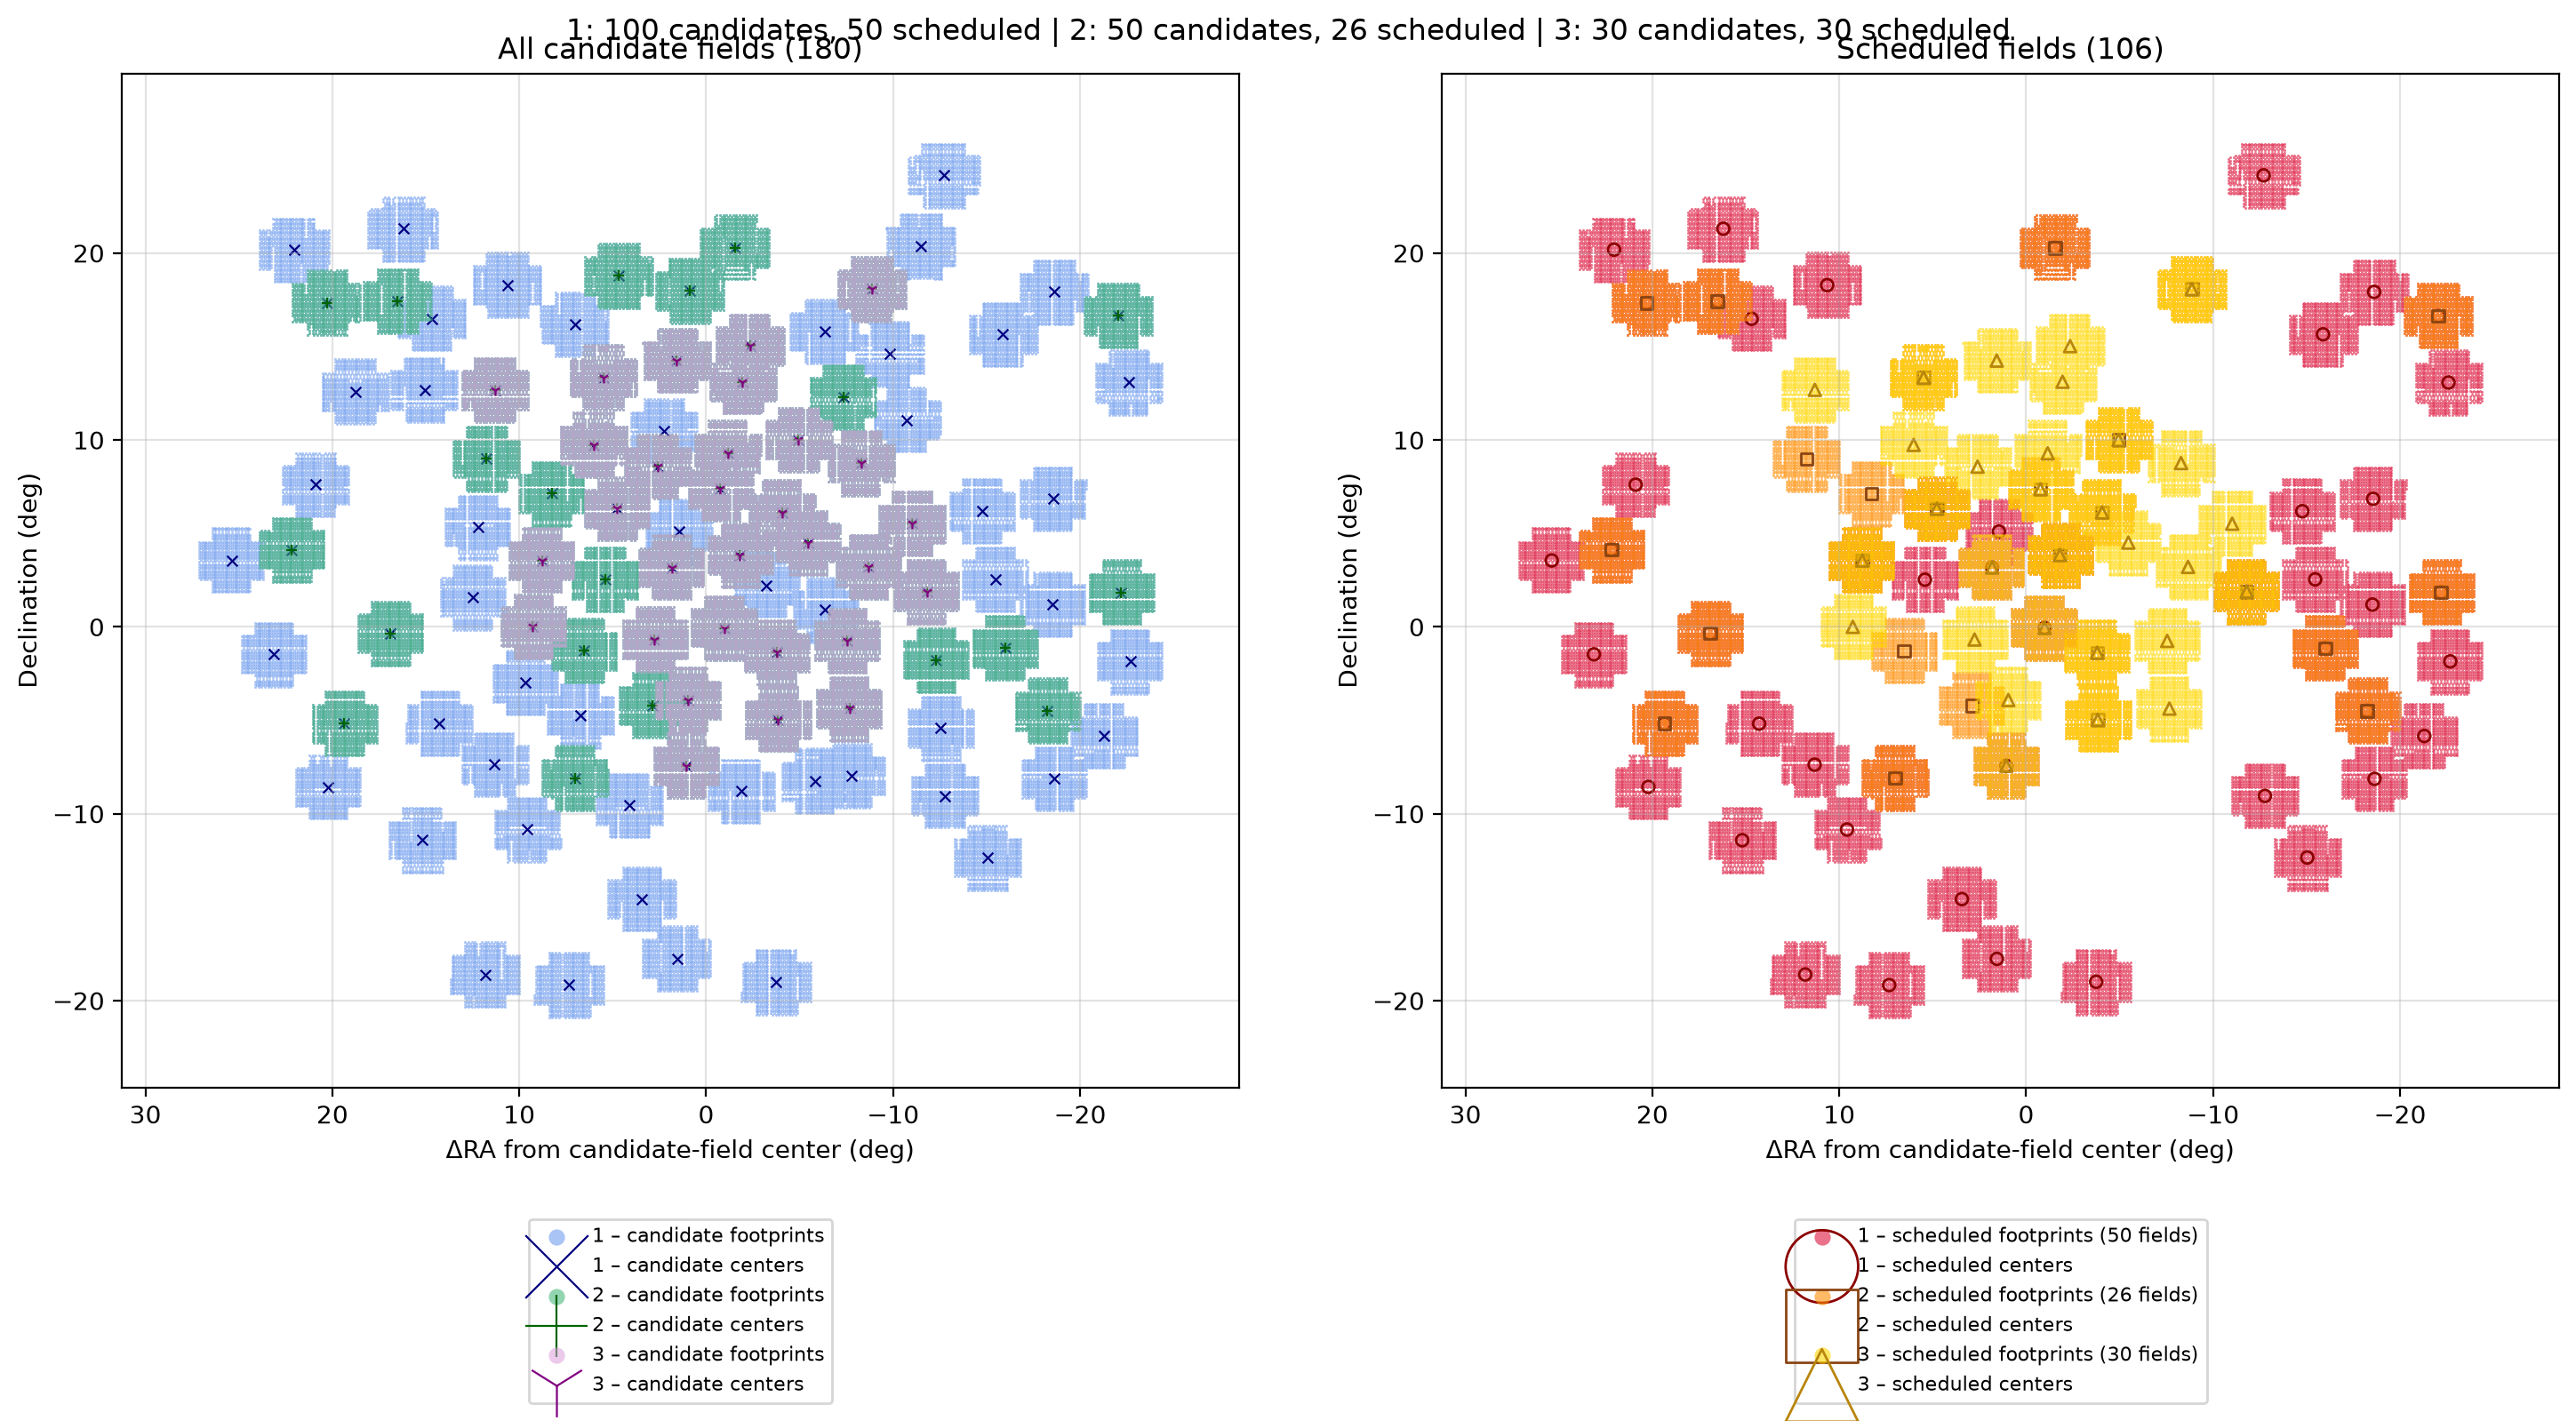 1: 100 candidates, 50 scheduled | 2: 50 candidates, 26 scheduled | 3: 30 candidates, 30 scheduled
All candidate fields (180)
Declination (deg)
20
10
0
−10
−20
30
20
10
0
−10
−20
ΔRA from candidate-field center (deg)
1 – candidate footprints
1 – candidate centers
2 – candidate footprints
2 – candidate centers
3 – candidate footprints
3 – candidate centers
Scheduled fields (106)
Declination (deg)
20
10
0
−10
−20
30
20
10
0
−10
−20
ΔRA from candidate-field center (deg)
1 – scheduled footprints (50 fields)
1 – scheduled centers
2 – scheduled footprints (26 fields)
2 – scheduled centers
3 – scheduled footprints (30 fields)
3 – scheduled centers